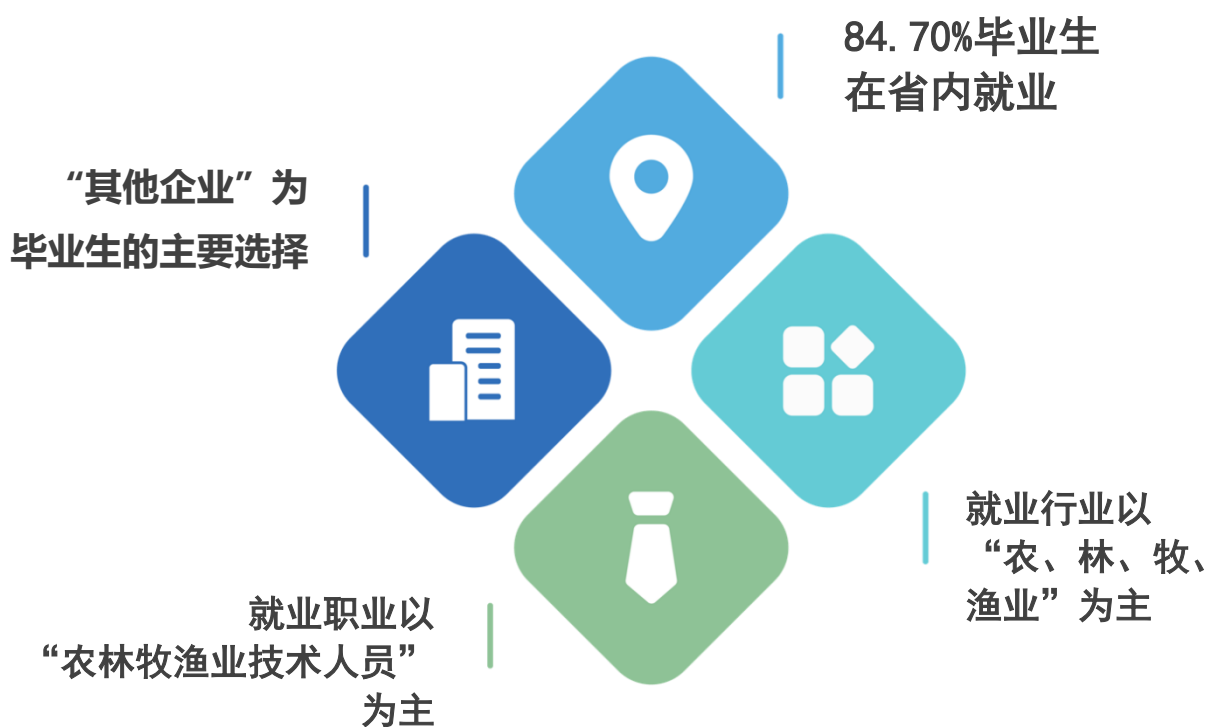 84.70%毕业生
在省内就业
“其他企业”为
毕业生的主要选择
就业行业以
“农、林、牧、
渔业”为主
就业职业以
“农林牧渔业技术人员”
为主